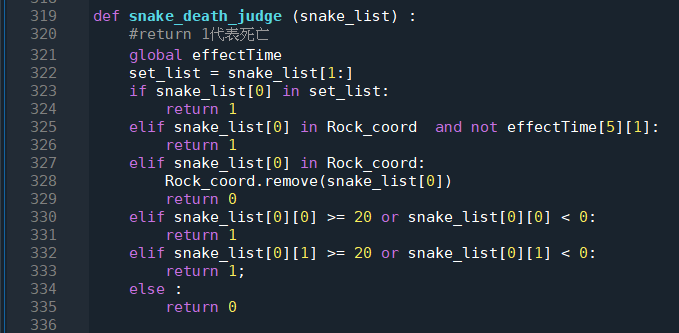 319 def snake_death_judge (snake_list) :
320 #return 1代表死亡
321 global effectTime
322 set_list = snake_list[1:]
323 if snake_list[0] in set_list:
324 return 1
325 elif snake_list[0] in Rock_coord  and not effectTime[5][1]:
326 return 1
327 elif snake_list[0] in Rock_coord:
328 Rock_coord.remove(snake_list[0])
329 return 0
330 elif snake_list[0][0] >= 20 or snake_list[0][0] < 0:
331 return 1
332 elif snake_list[0][1] >= 20 or snake_list[0][1] < 0:
333 return 1;
334 else :
335 return 0
336